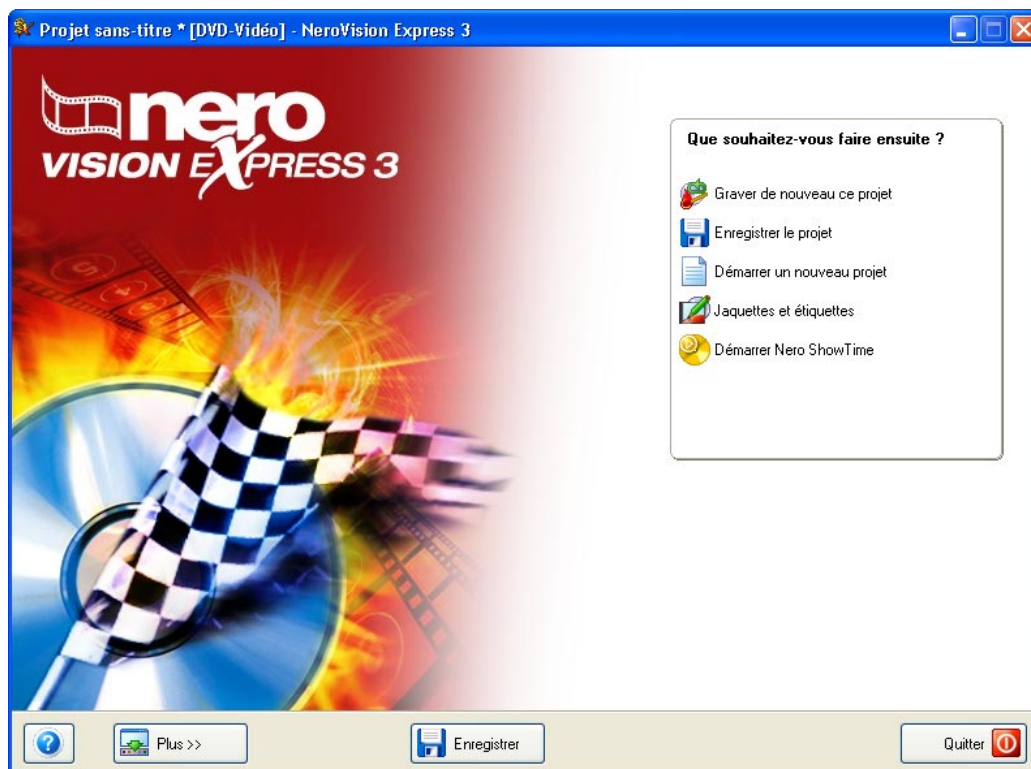 Projet sans-titre * [DVD-Vidéo] - NeroVision Express 3
nero
VISION EXPRESS 3
Que souhaitez-vous faire ensuite ?
Graver de nouveau ce projet
Enregistrer le projet
Démarrer un nouveau projet
Jaquettes et étiquettes
Démarrer Nero ShowTime
Plus >>
Enregistrer
Quitter